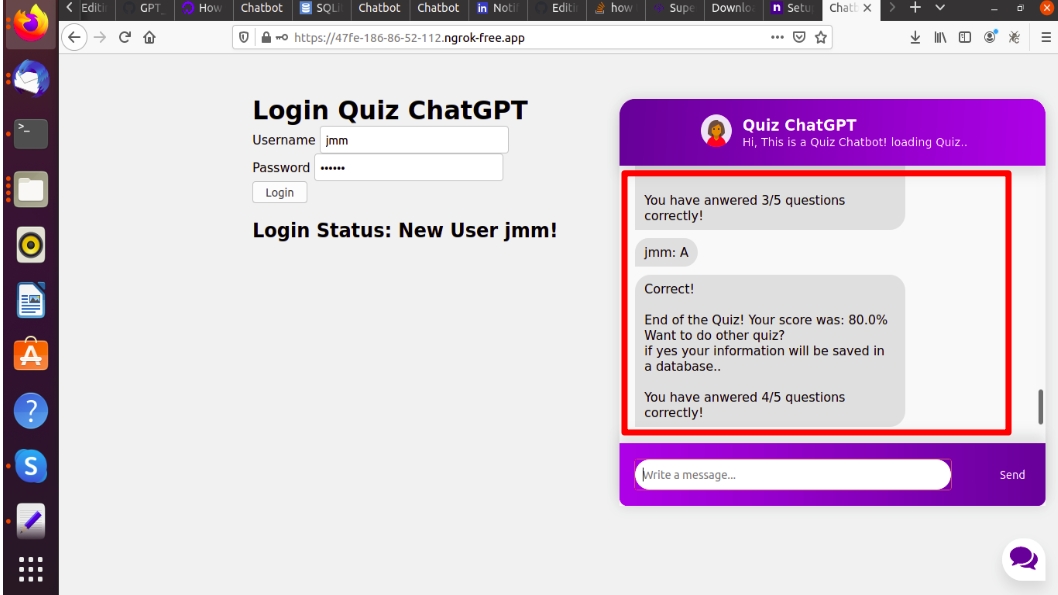 Editi
GPT_
How
Chatbot
SQLi
Chatbot
Chatbot
Notif
Editi
how
Supe
Downlo
Setu
Chatb
https://47fe-186-86-52-112.ngrok-free.app
Login Quiz ChatGPT
Username jmm
Password ••••••
Login
Login Status: New User jmm!
Quiz ChatGPT
Hi, This is a Quiz Chatbot! loading Quiz..
You have anwered 3/5 questions
correctly!
jmm: A
Correct!
End of the Quiz! Your score was: 80.0%
Want to do other quiz?
if yes your information will be saved in
a database..
You have anwered 4/5 questions
correctly!
Write a message...
Send